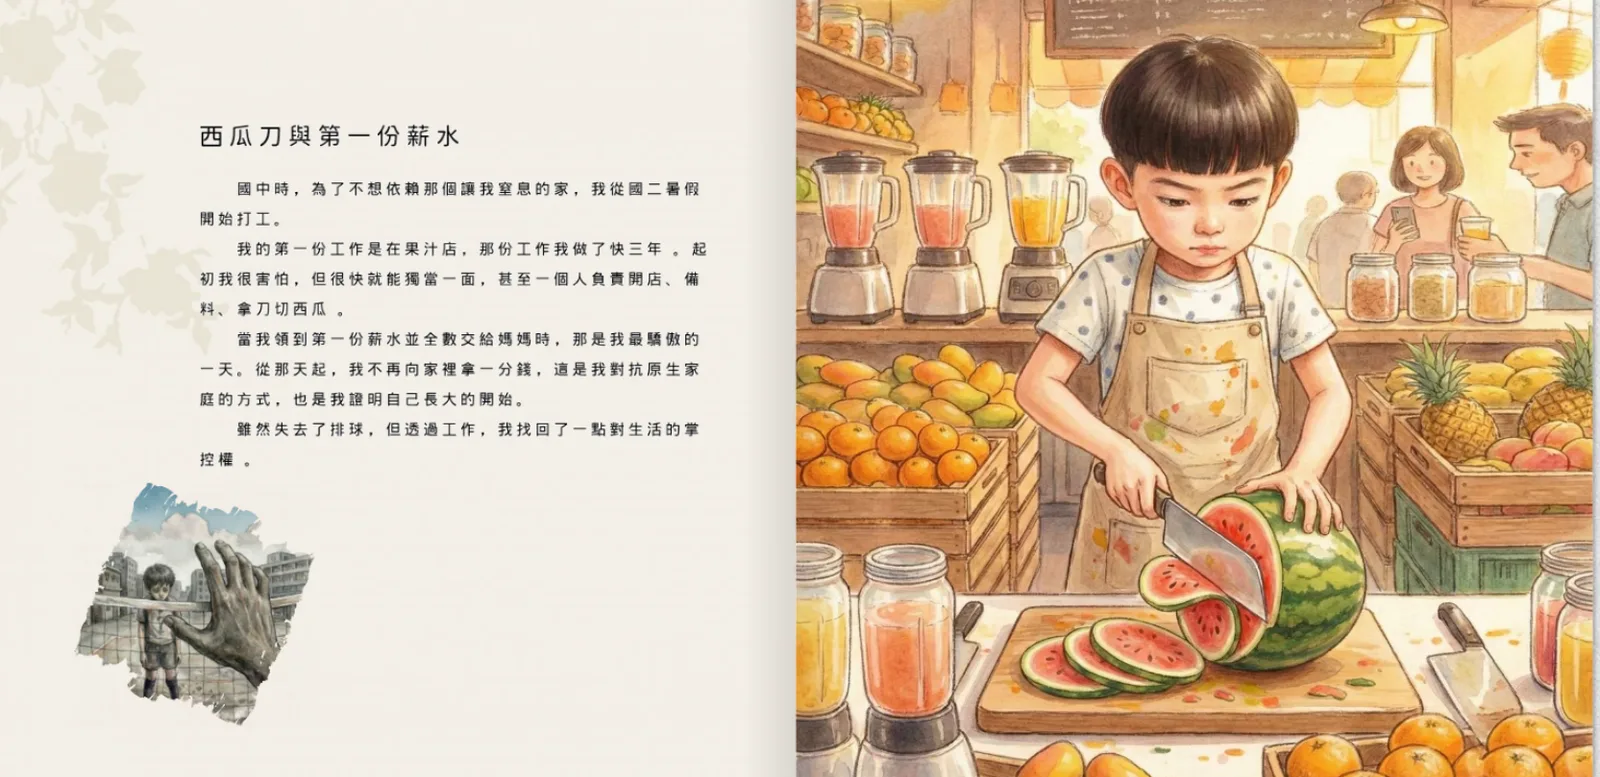 西瓜刀與第一份薪水
國中時，為了不想依賴那個讓我窒息的家，我從國二暑假
開始打工。
我的第一份工作是在果汁店，那份工作我做了快三年 。起
初我很害怕，但很快就能獨當一面，甚至一個人負責開店、備
料、拿刀切西瓜 。
當我領到第一份薪水並全數交給媽媽時，那是我最驕傲的
一天。從那天起，我不再向家裡拿一分錢，這是我對抗原生家
庭的方式，也是我證明自己長大的開始。
雖然失去了排球，但透過工作，我找回了一點對生活的掌
控權 。